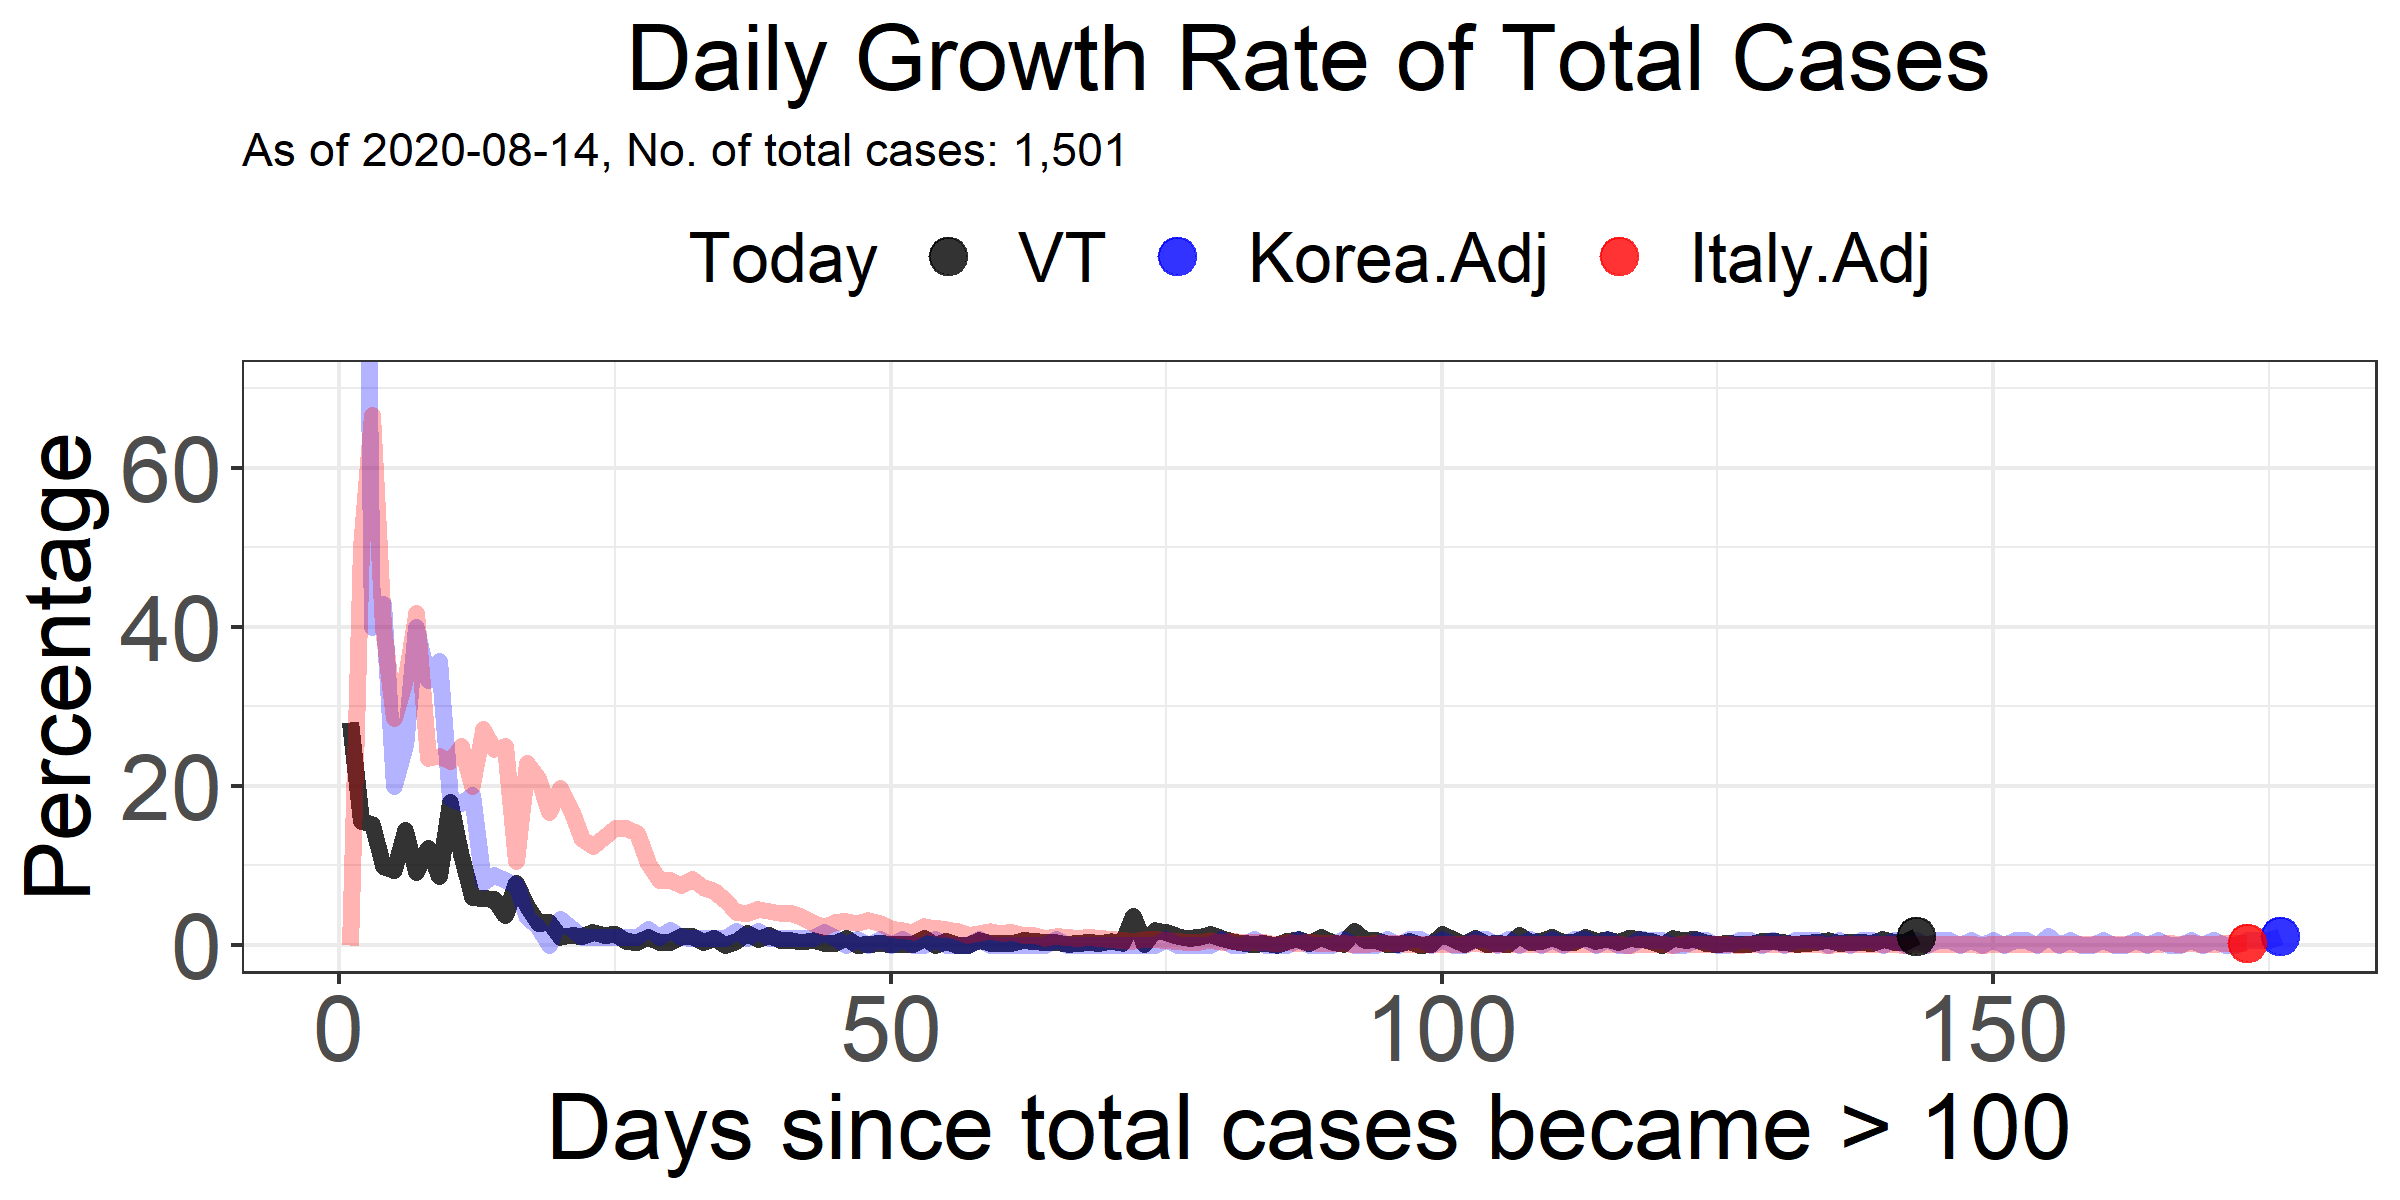 Daily Growth Rate of Total Cases
As of 2020-08-14, No. of total cases: 1,501
Today VT Korea.Adj Italy.Adj
Percentage
60
40
20
0
0 50 100 150
Days since total cases became > 100